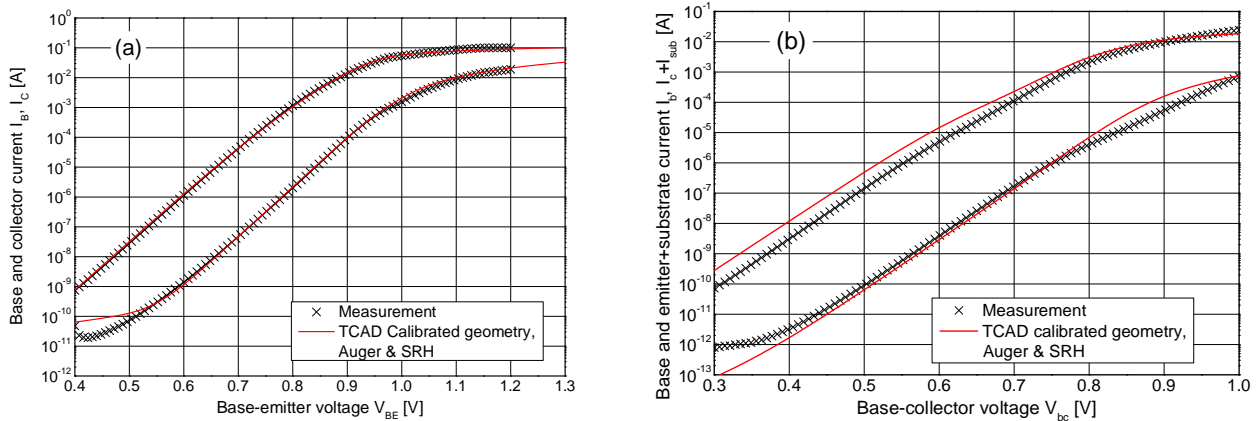 (a)
Base and collector current I_B, I_C [A]
10^0
10^-1
10^-2
10^-3
10^-4
10^-5
10^-6
10^-7
10^-8
10^-9
10^-10
10^-11
0.4 0.5 0.6 0.7 0.8 0.9 1.0 1.1 1.2 1.3
Base-emitter voltage V_BE [V]
Measurement
TCAD Calibrated geometry,
Auger & SRH
(b)
Base and emitter+substrate current I_b, I_c+I_sub [A]
10^-1
10^-2
10^-3
10^-4
10^-5
10^-6
10^-7
10^-8
10^-9
10^-10
10^-11
10^-12
10^-13
0.3 0.4 0.5 0.6 0.7 0.8 0.9 1.0
Base-collector voltage V_bc [V]
Measurement
TCAD calibrated geometry,
Auger & SRH